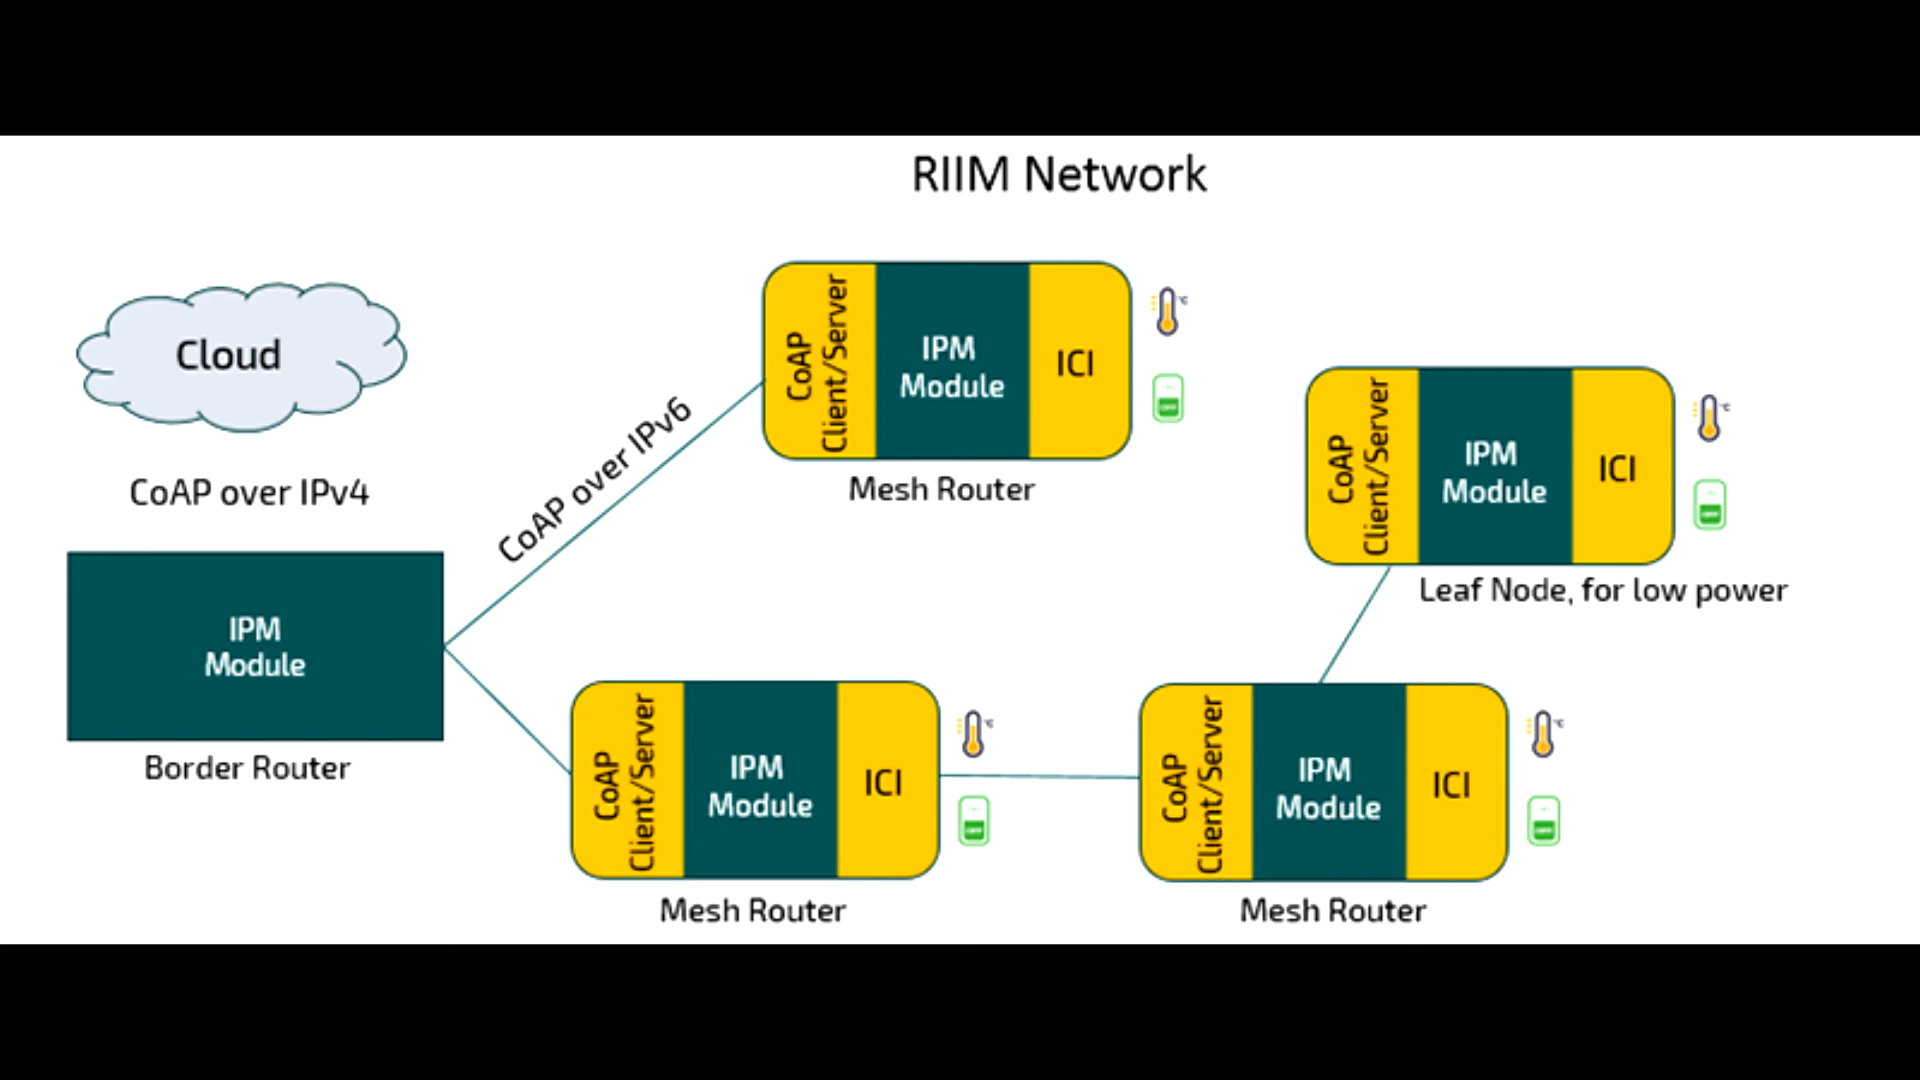 RIIM Network
Cloud
CoAP over IPv4
IPM
Module
Border Router
CoAP over IPv6
CoAP
Client/Server
IPM
Module
ICI
Mesh Router
CoAP
Client/Server
IPM
Module
ICI
Leaf Node, for low power
CoAP
Client/Server
IPM
Module
ICI
Mesh Router
CoAP
Client/Server
IPM
Module
ICI
Mesh Router